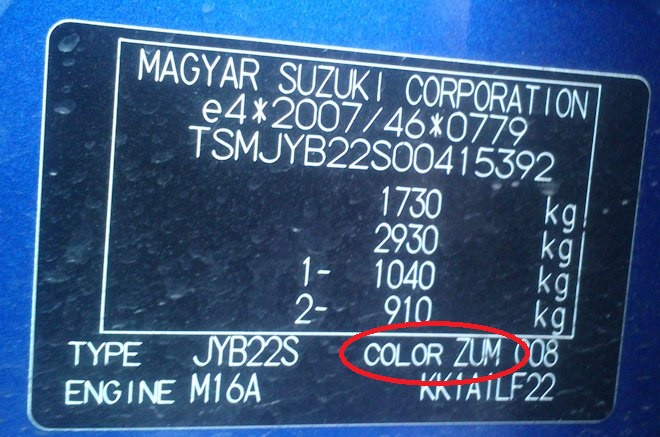 MAGYAR SUZUKI CORPORATION
e4*2007/46*0779
TSMJYB22S00415392
1730 kg
2930 kg
1- 1040 kg
2- 910 kg
TYPE JYB22S COLOR ZUM 008
ENGINE M16A KK1A1LF22